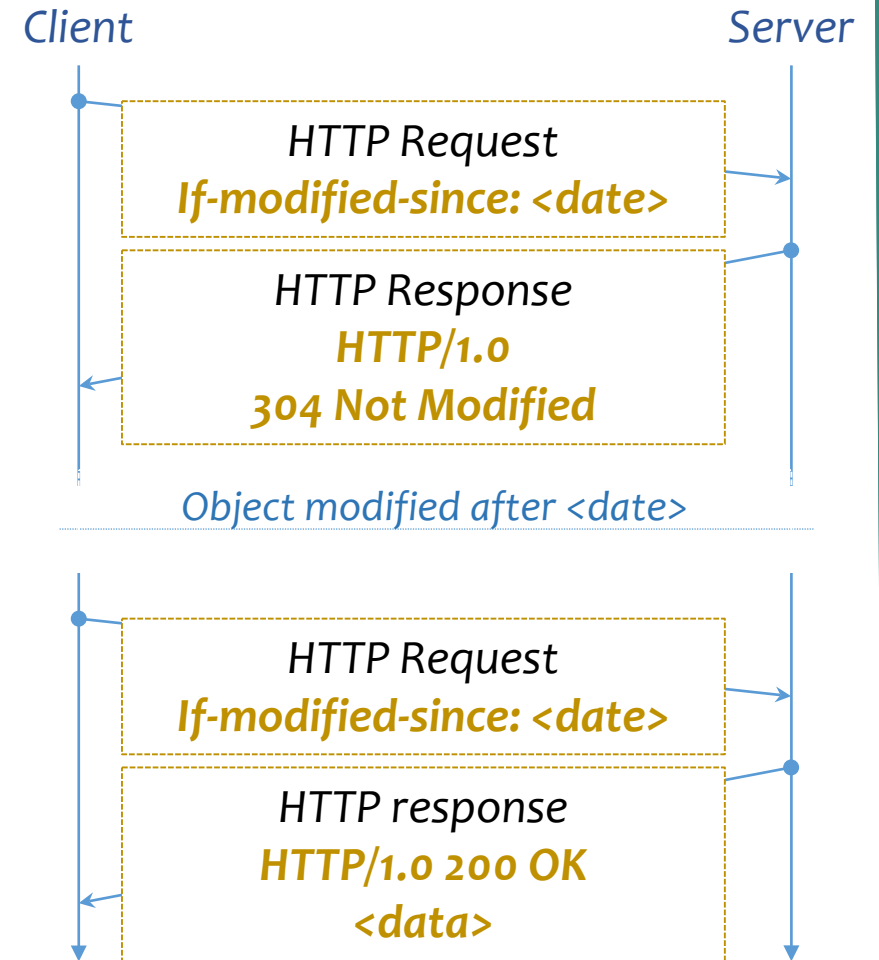 Client
Server
HTTP Request
If-modified-since: <date>
HTTP Response
HTTP/1.0
304 Not Modified
Object modified after <date>
HTTP Request
If-modified-since: <date>
HTTP response
HTTP/1.0 200 OK
<data>